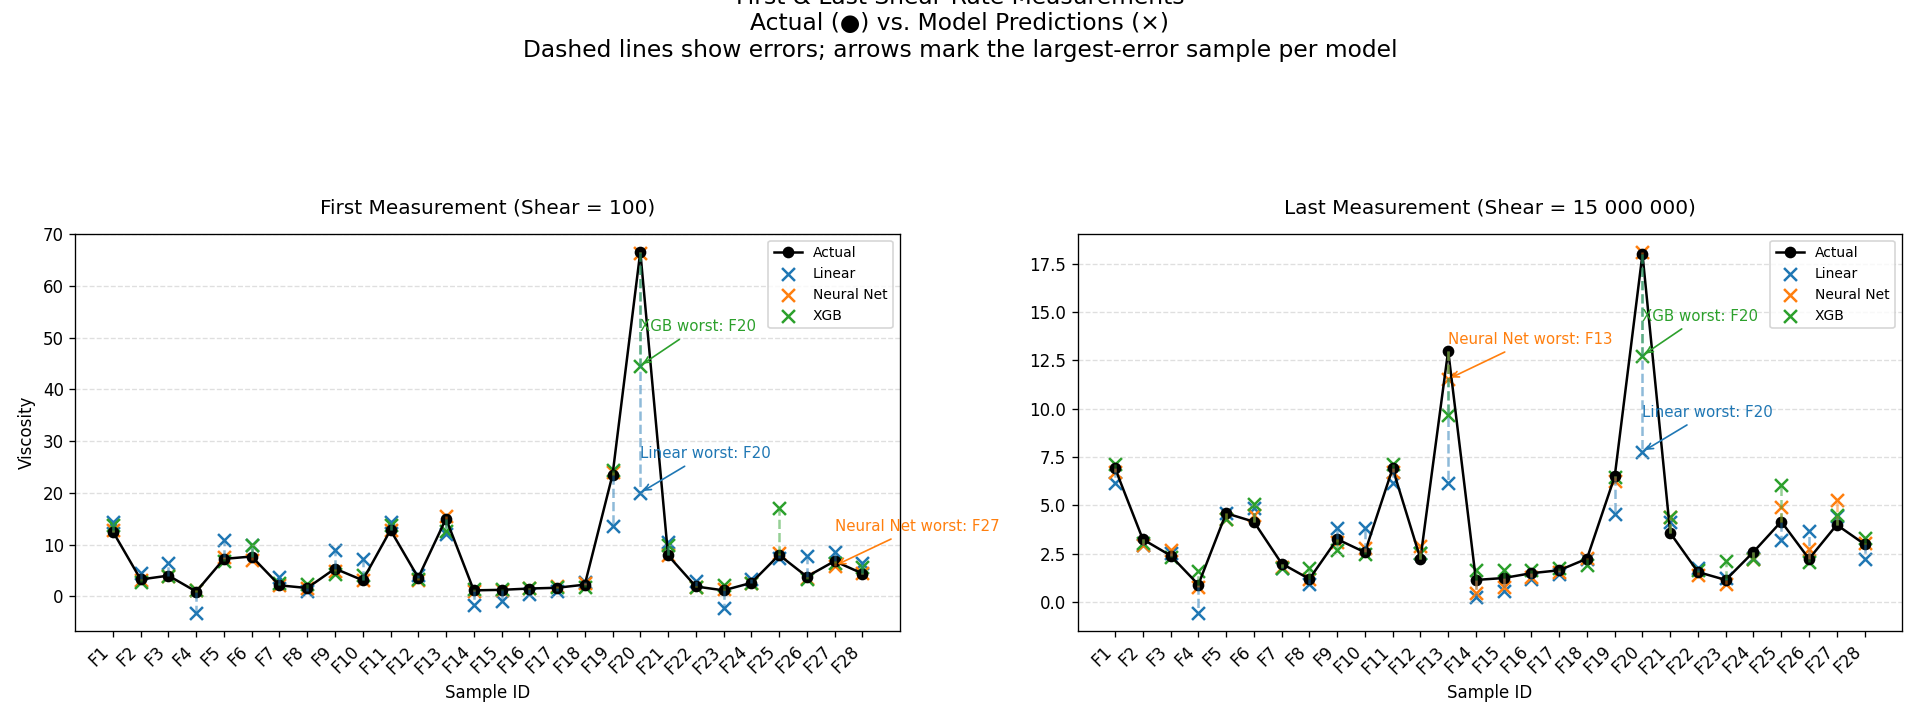 First & Last Shear Rate Measurements
Actual (●) vs. Model Predictions (×)
Dashed lines show errors; arrows mark the largest-error sample per model
First Measurement (Shear = 100)
Viscosity
70
60
50
40
30
20
10
0
Actual
Linear
Neural Net
XGB
XGB worst: F20
Linear worst: F20
Neural Net worst: F27
F1 F2 F3 F4 F5 F6 F7 F8 F9 F10 F11 F12 F13 F14 F15 F16 F17 F18 F19 F20 F21 F22 F23 F24 F25 F26 F27 F28
Sample ID
Last Measurement (Shear = 15 000 000)
17.5
15.0
12.5
10.0
7.5
5.0
2.5
0.0
Actual
Linear
Neural Net
XGB
XGB worst: F20
Neural Net worst: F13
Linear worst: F20
F1 F2 F3 F4 F5 F6 F7 F8 F9 F10 F11 F12 F13 F14 F15 F16 F17 F18 F19 F20 F21 F22 F23 F24 F25 F26 F27 F28
Sample ID